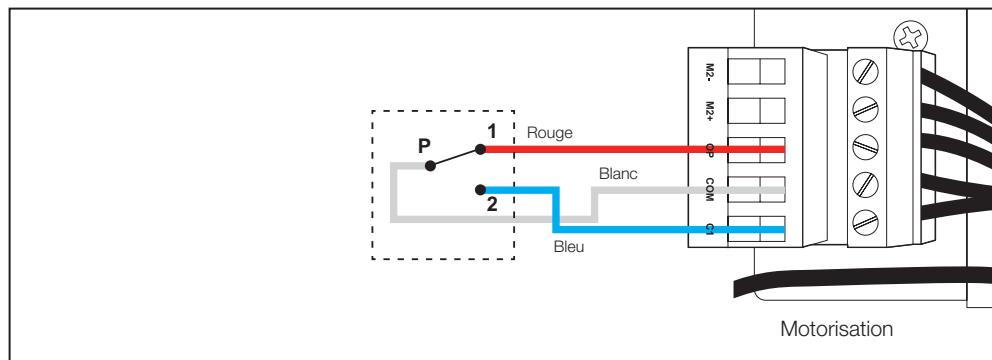 M2-
M2+
1
Rouge
OP
P
Blanc
COM
2
C1
Bleu
Motorisation